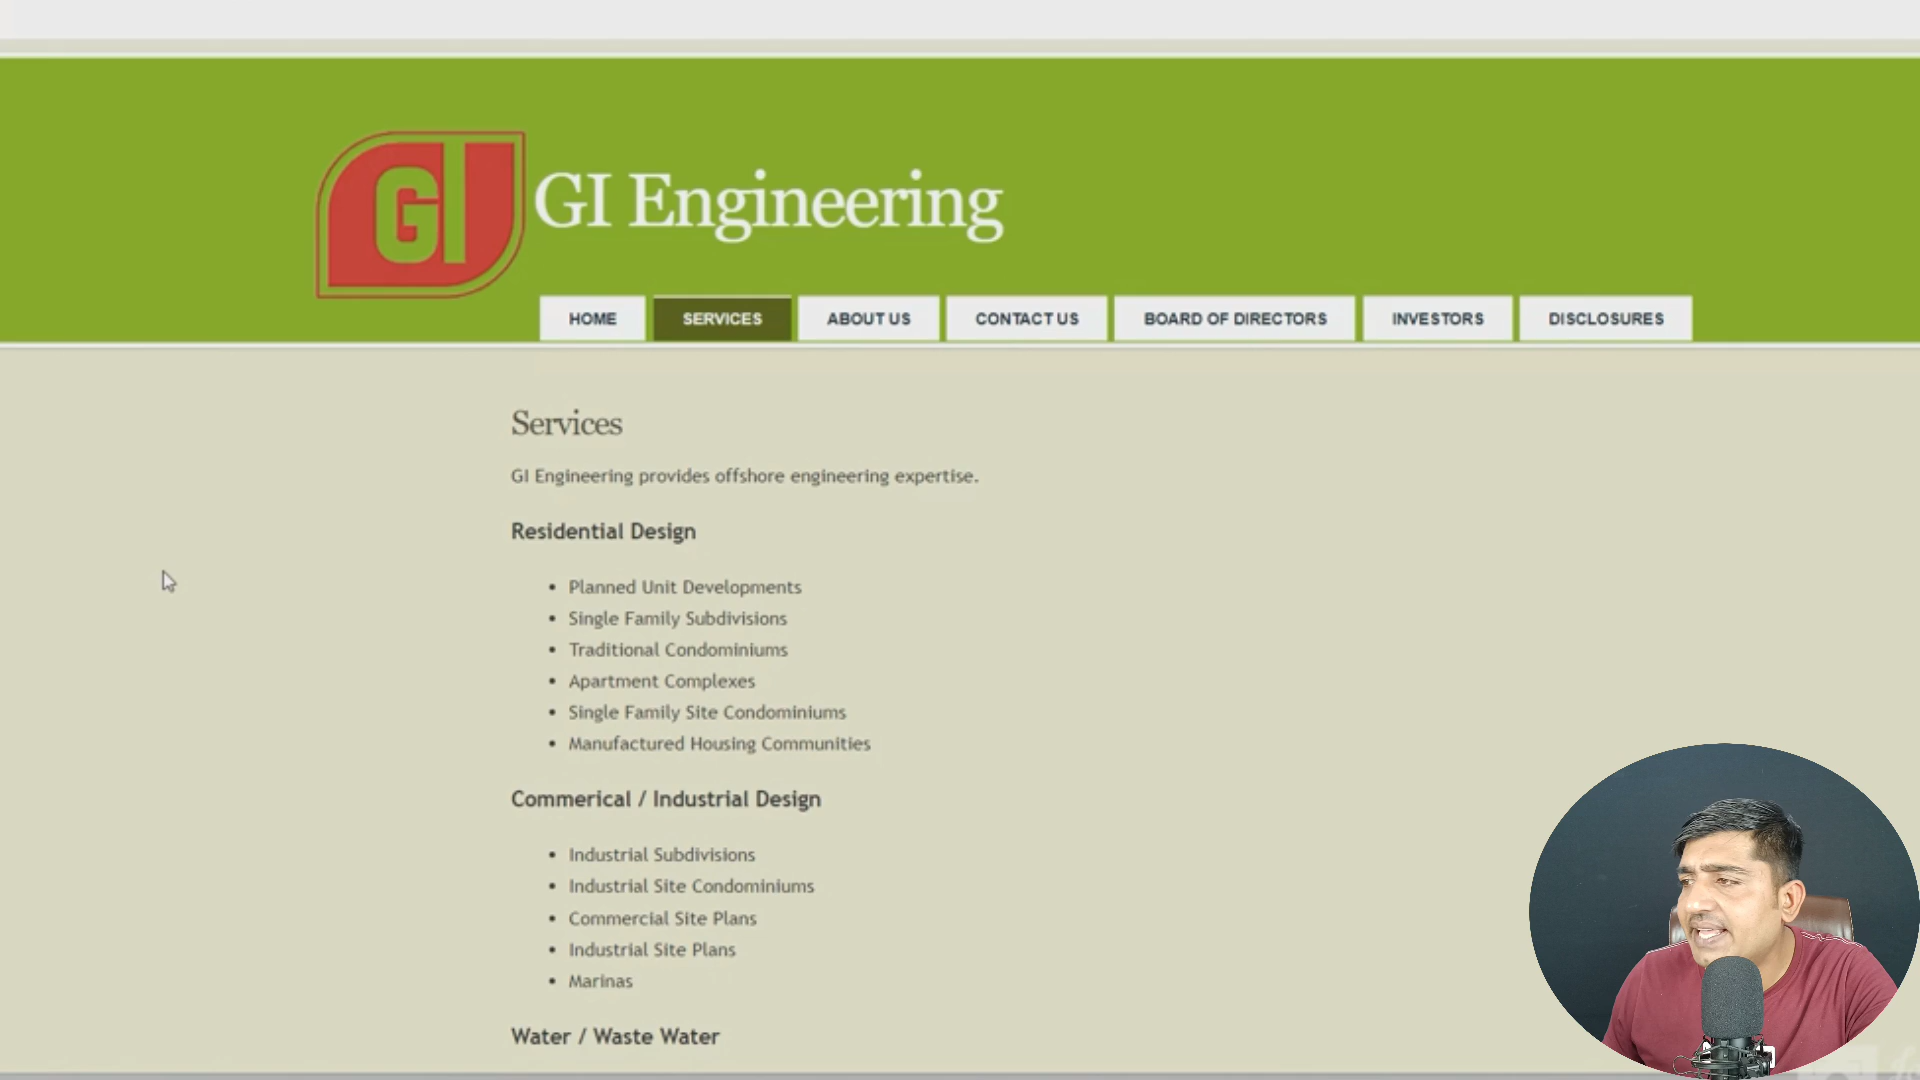 GI
GI Engineering
HOME
SERVICES
ABOUT US
CONTACT US
BOARD OF DIRECTORS
INVESTORS
DISCLOSURES
Services
GI Engineering provides offshore engineering expertise.
Residential Design
• Planned Unit Developments
• Single Family Subdivisions
• Traditional Condominiums
• Apartment Complexes
• Single Family Site Condominiums
• Manufactured Housing Communities
Commerical / Industrial Design
• Industrial Subdivisions
• Industrial Site Condominiums
• Commercial Site Plans
• Industrial Site Plans
• Marinas
Water / Waste Water